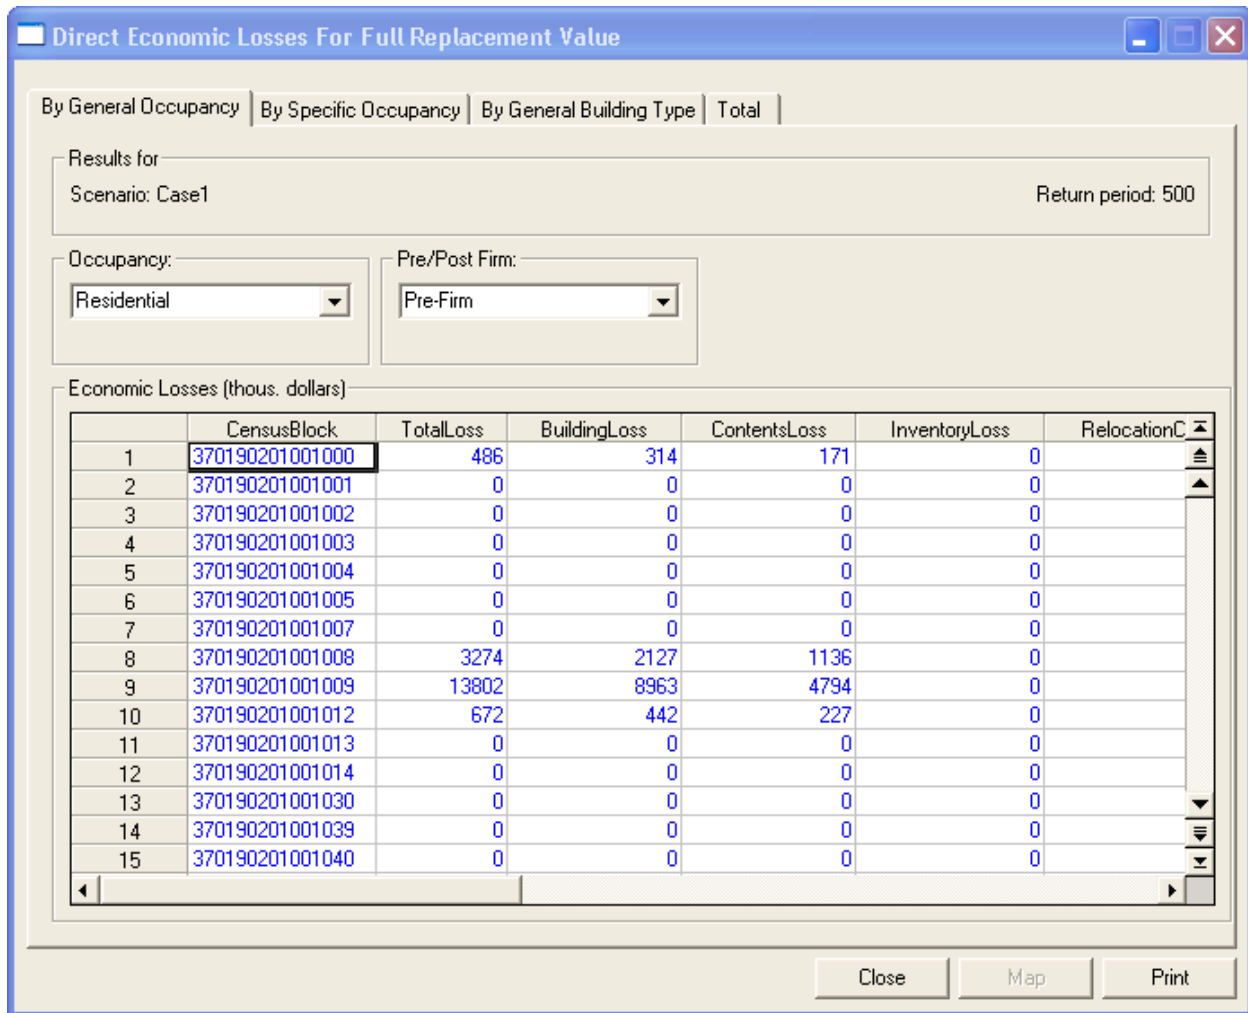 Direct Economic Losses For Full Replacement Value
By General Occupancy By Specific Occupancy By General Building Type Total
Results for
Scenario: Case1 Return period: 500
Occupancy: Pre/Post Firm:
Residential Pre-Firm
Economic Losses (thous. dollars)
CensusBlock TotalLoss BuildingLoss ContentsLoss InventoryLoss RelocationC
1 370190201001000 486 314 171 0
2 370190201001001 0 0 0 0
3 370190201001002 0 0 0 0
4 370190201001003 0 0 0 0
5 370190201001004 0 0 0 0
6 370190201001005 0 0 0 0
7 370190201001007 0 0 0 0
8 370190201001008 3274 2127 1136 0
9 370190201001009 13802 8963 4794 0
10 370190201001012 672 442 227 0
11 370190201001013 0 0 0 0
12 370190201001014 0 0 0 0
13 370190201001030 0 0 0 0
14 370190201001039 0 0 0 0
15 370190201001040 0 0 0 0
Close Map Print